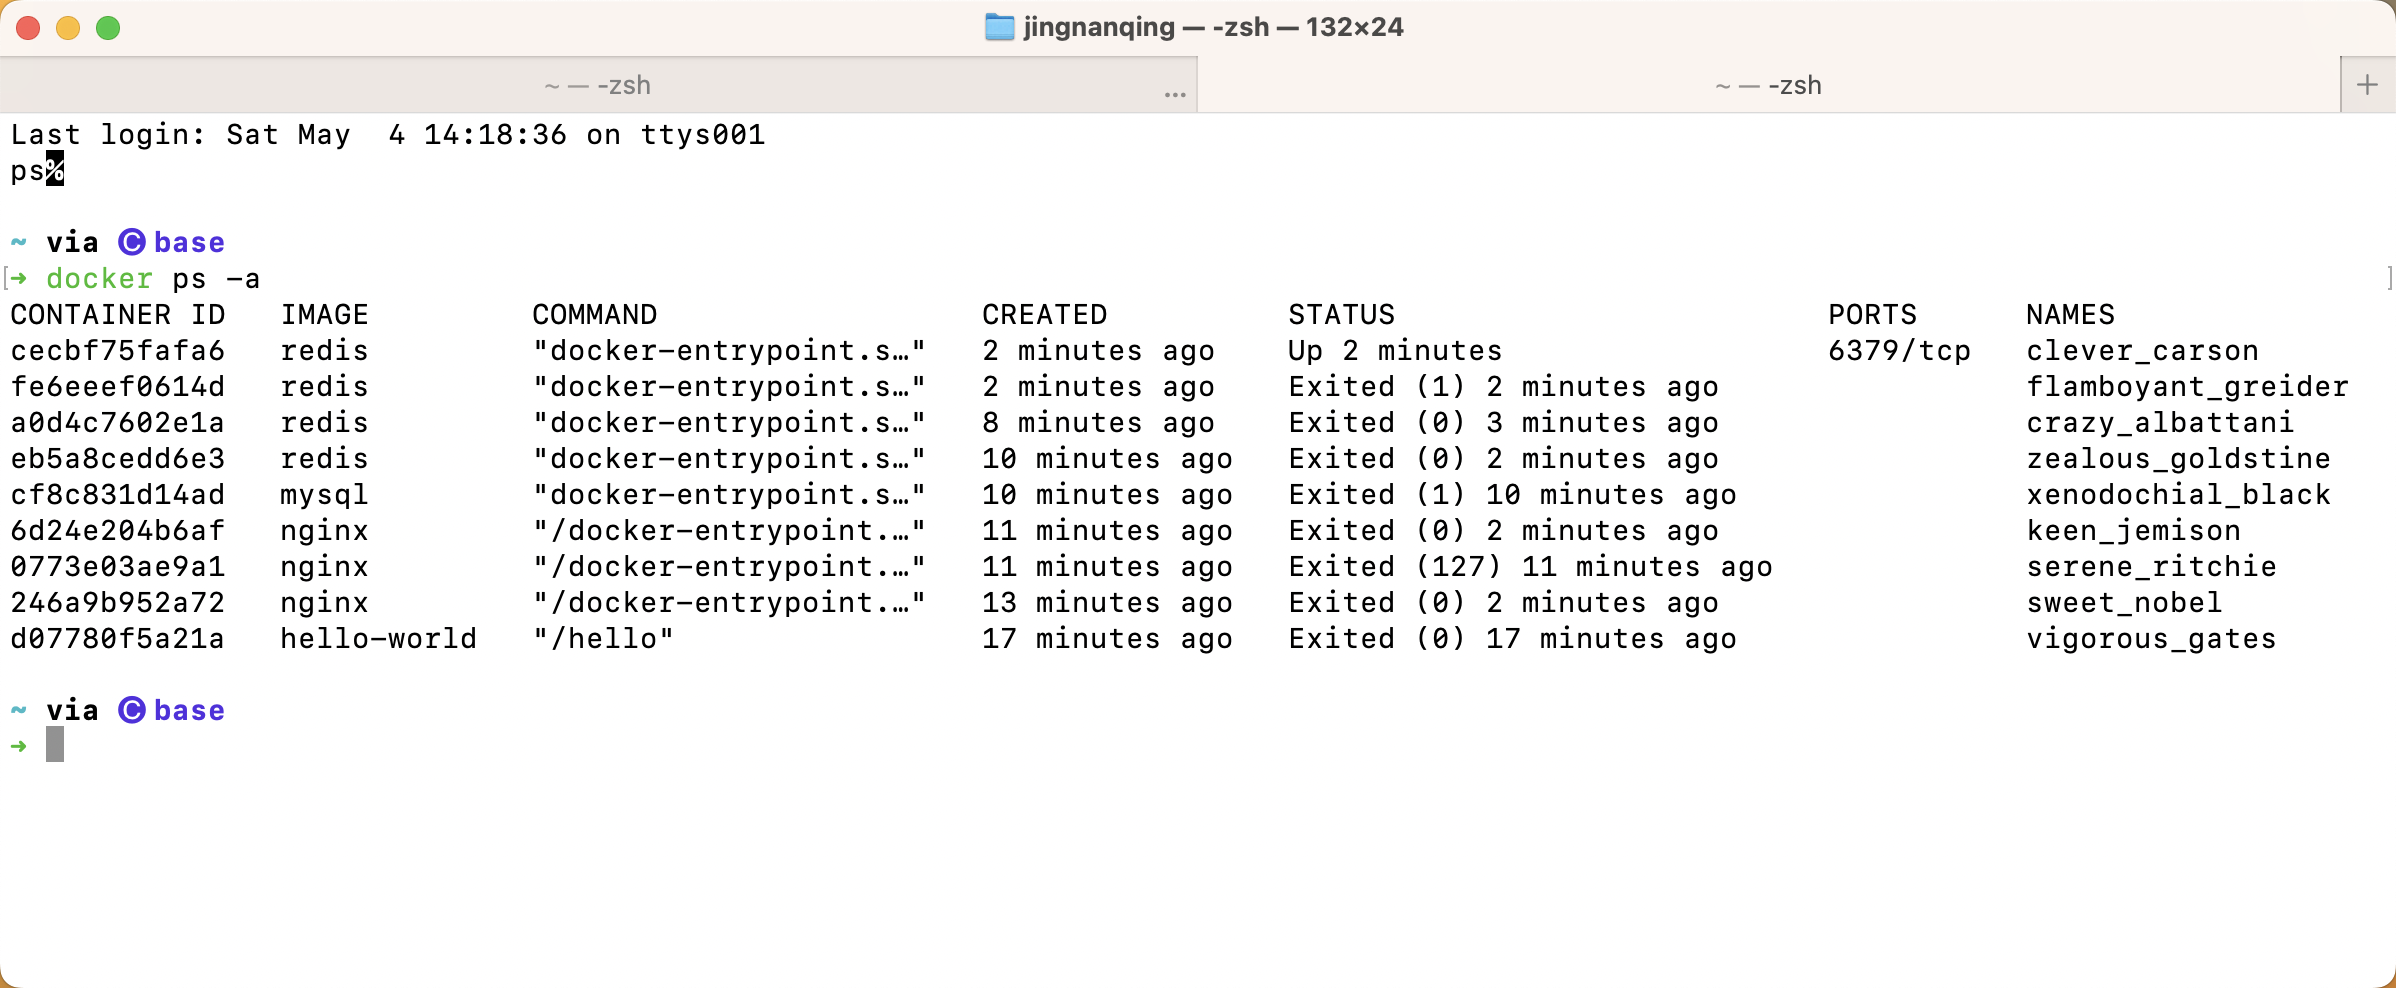 jingnanqing — -zsh — 132×24
~ — -zsh ... ~ — -zsh +
Last login: Sat May  4 14:18:36 on ttys001
ps%
~ via © base
→ docker ps -a
CONTAINER ID   IMAGE         COMMAND                  CREATED          STATUS                        PORTS      NAMES
cecbf75fafa6   redis         "docker-entrypoint.s…"   2 minutes ago    Up 2 minutes                  6379/tcp   clever_carson
fe6eeef0614d   redis         "docker-entrypoint.s…"   2 minutes ago    Exited (1) 2 minutes ago                 flamboyant_greider
a0d4c7602e1a   redis         "docker-entrypoint.s…"   8 minutes ago    Exited (0) 3 minutes ago                 crazy_albattani
eb5a8cedd6e3   redis         "docker-entrypoint.s…"   10 minutes ago   Exited (0) 2 minutes ago                 zealous_goldstine
cf8c831d14ad   mysql         "docker-entrypoint.s…"   10 minutes ago   Exited (1) 10 minutes ago                xenodochial_black
6d24e204b6af   nginx         "/docker-entrypoint.…"   11 minutes ago   Exited (0) 2 minutes ago                 keen_jemison
0773e03ae9a1   nginx         "/docker-entrypoint.…"   11 minutes ago   Exited (127) 11 minutes ago              serene_ritchie
246a9b952a72   nginx         "/docker-entrypoint.…"   13 minutes ago   Exited (0) 2 minutes ago                 sweet_nobel
d07780f5a21a   hello-world   "/hello"                 17 minutes ago   Exited (0) 17 minutes ago                vigorous_gates
~ via © base
→